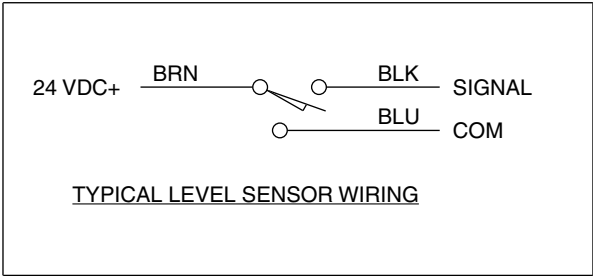 24 VDC+ BRN BLK SIGNAL
BLU COM
TYPICAL LEVEL SENSOR WIRING